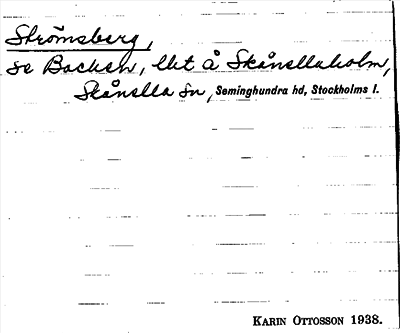 Strömsberg,
se Backen, lht å Skånellaholm,
Skånella sn, Seminghundra hd, Stockholms l.
KARIN OTTOSSON 1938.